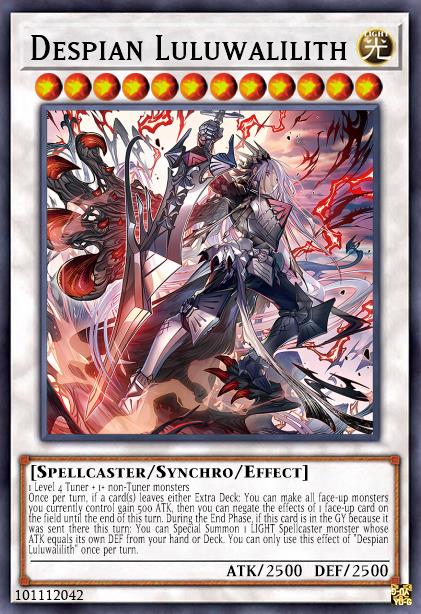 Despian Luluwalilith
LIGHT
光
[Spellcaster/Synchro/Effect]
1 Level 4 Tuner + 1+ non-Tuner monsters
Once per turn, if a card(s) leaves either Extra Deck: You can make all face-up monsters
you currently control gain 500 ATK, then you can negate the effects of 1 face-up card on
the field until the end of this turn. During the End Phase, if this card is in the GY because it
was sent there this turn: You can Special Summon 1 LIGHT Spellcaster monster whose
ATK equals its own DEF from your hand or Deck. You can only use this effect of "Despian
Luluwalilith" once per turn.
ATK/2500 DEF/2500
101112042